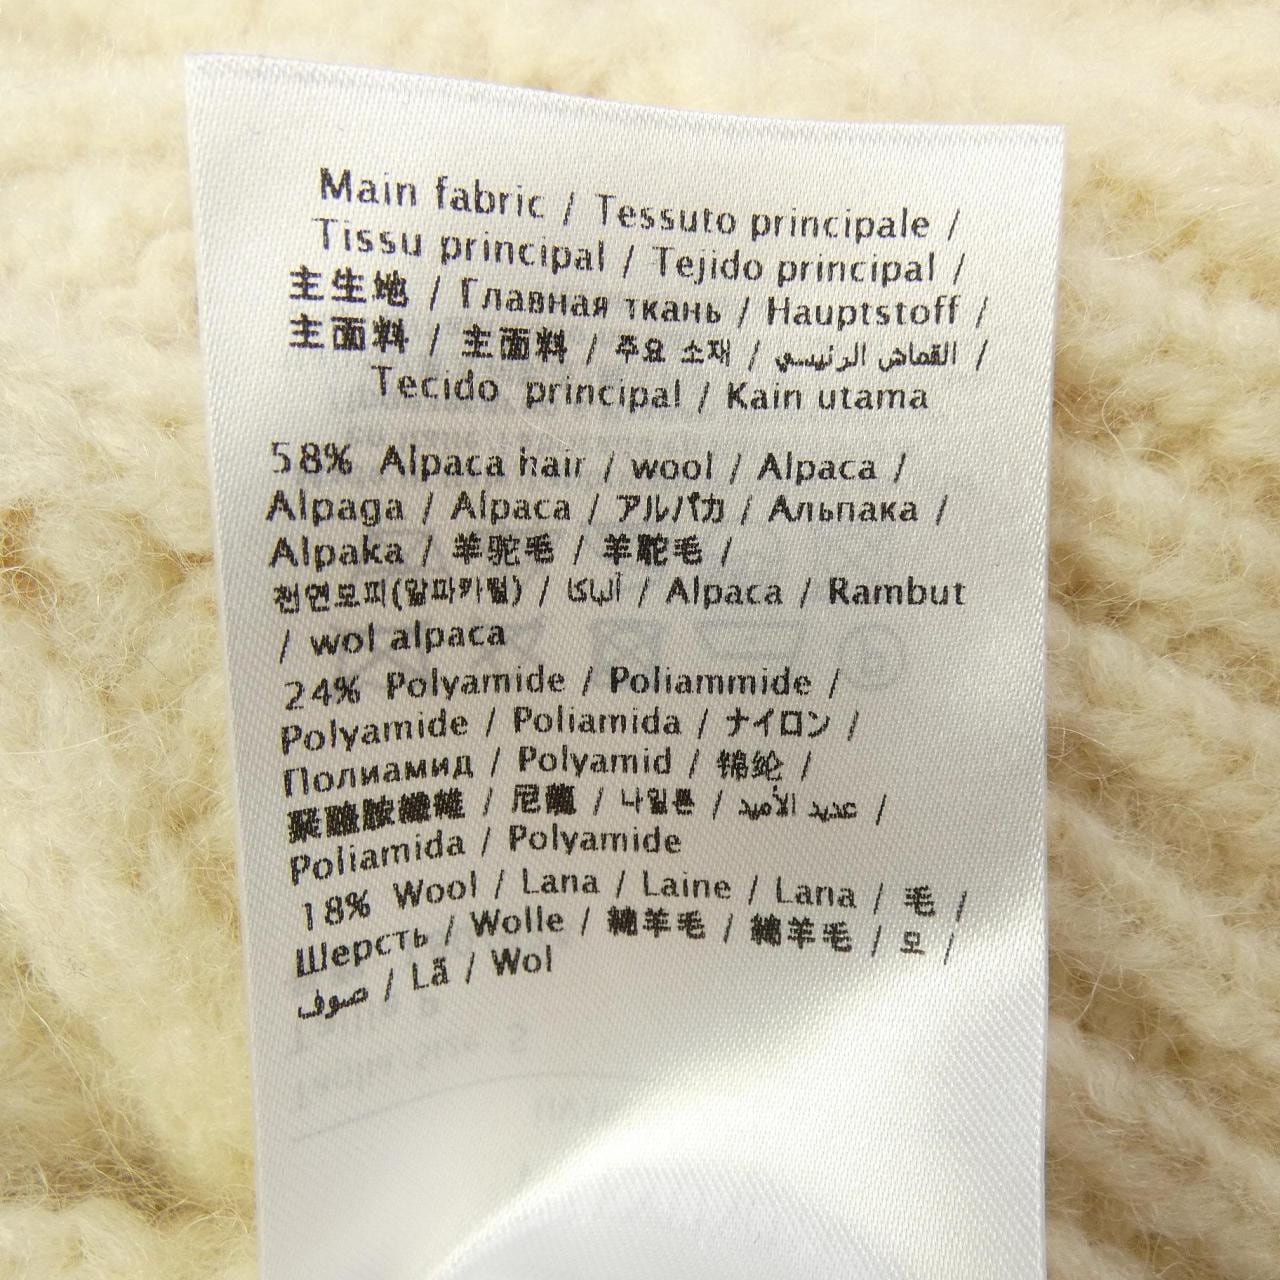 Main fabric / Tessuto principale /
Tissu principal / Tejido principal /
主生地 / Главная ткань / Hauptstoff /
主面料 / 主面料 / 주요 소재 / القماش الرئيسي /
Tecido principal / Kain utama
58% Alpaca hair / wool / Alpaca /
Alpaga / Alpaca / アルパカ / Альпака /
Alpaka / 羊驼毛 / 羊駝毛 /
천연모피(알파카털) / ألباكا / Alpaca / Rambut
/ wol alpaca
24% Polyamide / Poliammide /
Polyamide / Poliamida / ナイロン /
Полиамид / Polyamid / 锦纶 /
聚醯胺纖維 / 尼龍 / 나일론 / عديد الأميد /
Poliamida / Polyamide
18% Wool / Lana / Laine / Lana / 毛 /
Шерсть / Wolle / 綿羊毛 / 綿羊毛 / 모 /
صوف / Lã / Wol